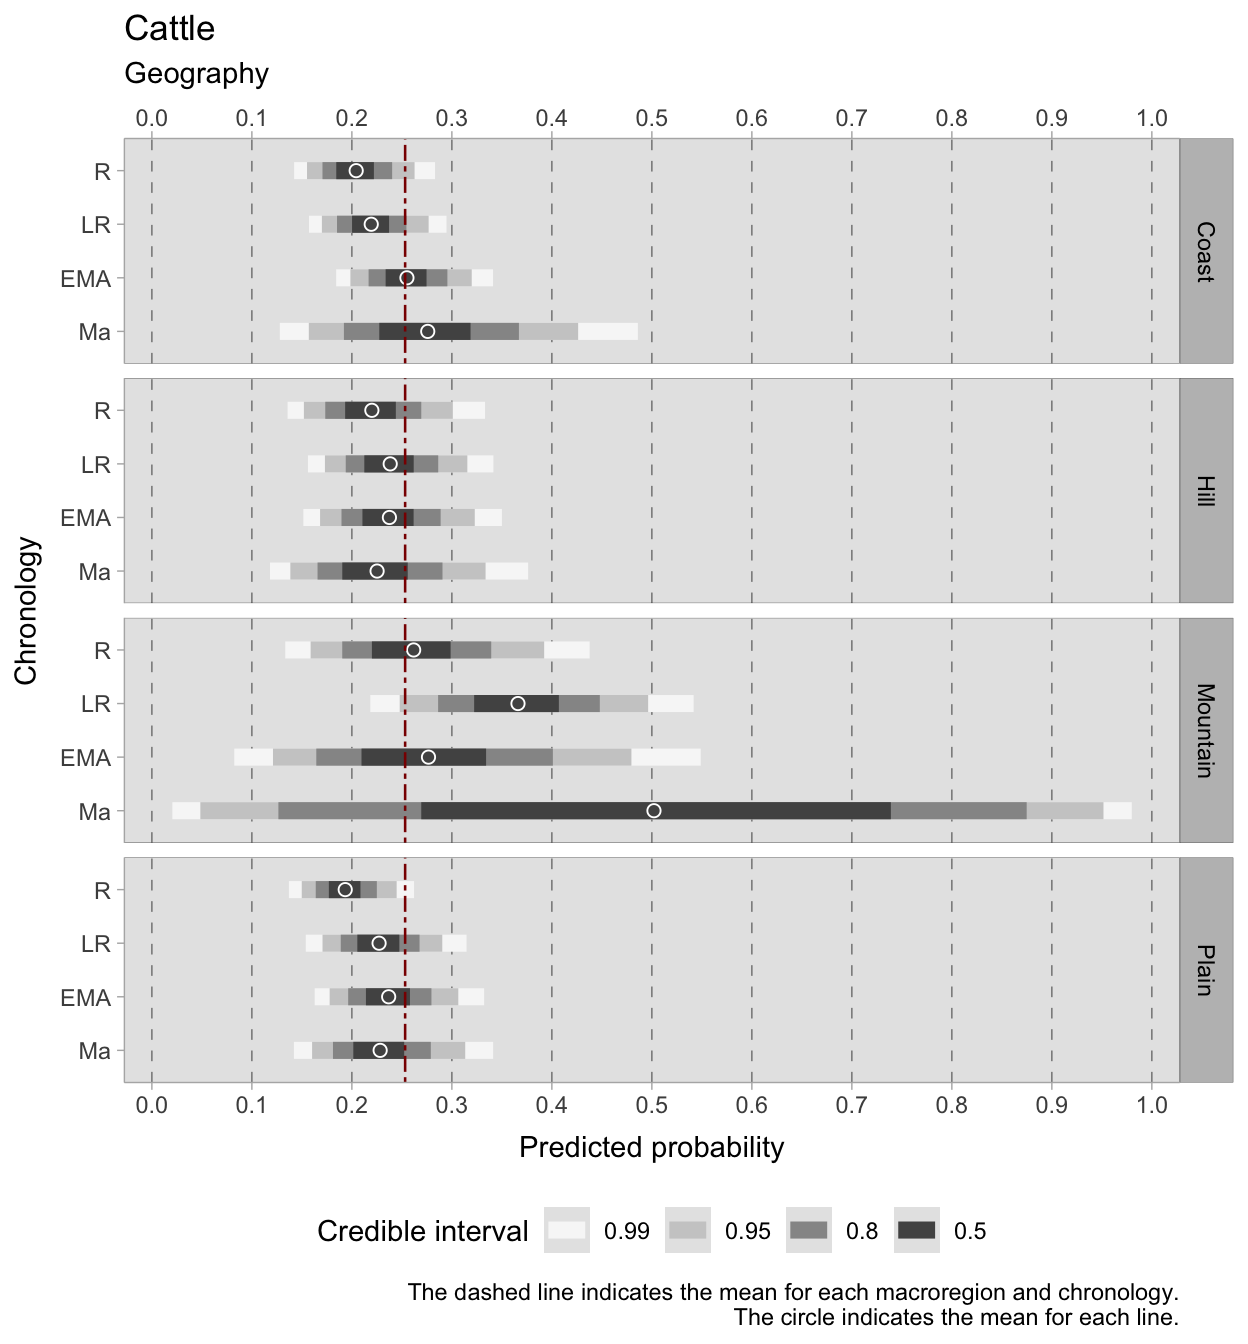 Cattle
Geography
0.0 0.1 0.2 0.3 0.4 0.5 0.6 0.7 0.8 0.9 1.0
Chronology
R
LR
EMA
Ma
Coast
R
LR
EMA
Ma
Hill
R
LR
EMA
Ma
Mountain
R
LR
EMA
Ma
Plain
0.0 0.1 0.2 0.3 0.4 0.5 0.6 0.7 0.8 0.9 1.0
Predicted probability
Credible interval 0.99 0.95 0.8 0.5
The dashed line indicates the mean for each macroregion and chronology.
The circle indicates the mean for each line.